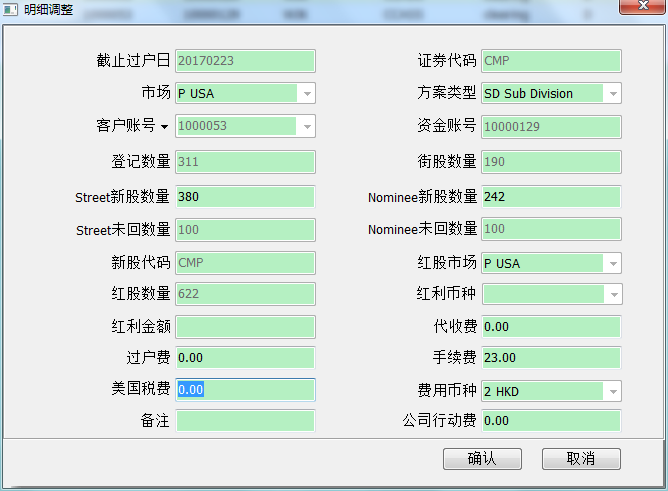 明细调整
截止过户日 20170223 证券代码 CMP
市场 P USA 方案类型 SD Sub Division
客户账号 1000053 资金账号 10000129
登记数量 311 街股数量 190
Street新股数量 380 Nominee新股数量 242
Street未回数量 100 Nominee未回数量 100
新股代码 CMP 红股市场 P USA
红股数量 622 红利币种
红利金额 代收费 0.00
过户费 0.00 手续费 23.00
美国税费 0.00 费用币种 2 HKD
备注 公司行动费 0.00
确认 取消